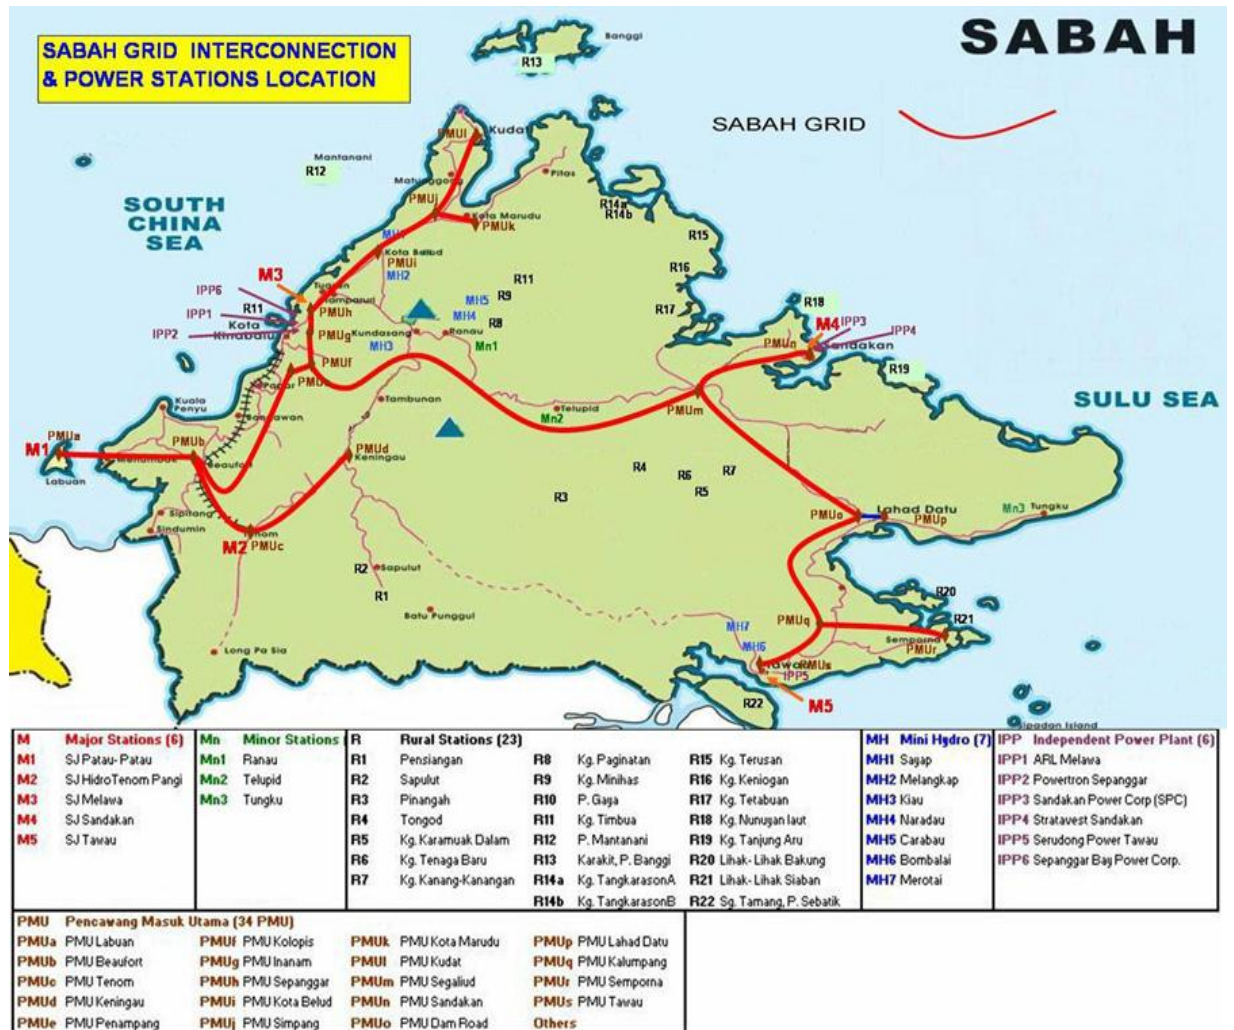 SABAH GRID INTERCONNECTION
& POWER STATIONS LOCATION
SABAH
SABAH GRID
Banggi
R13
PMUl
Kudat
Mantanani
R12
Matunggong
Pitas
SOUTH
CHINA
SEA
PMUj
Kota Marudu
PMUk
R14a
R14b
R15
Kota Belud
PMUi
MH2
R16
M3
IPP6
R11
MH5
R9
Tamparuri
IPP1
R11
PMUh
MH4
R8
R17
R18
M4
IPP3
IPP2
Kota
Kinabalu
PMUg
Kundasang
Ranau
MH3
Mn1
PMUn
Sandakan
IPP4
PMUf
Papar
R19
SULU SEA
Kuala
Penyu
Tambunan
Telupid
Mn2
PMUm
M1
PMUa
Labuan
PMUb
Beaufort
PMUd
Keningau
R4
R6
R7
R5
R3
Sipitang
Sindumin
PMUo
Lahad Datu
PMUp
Mn3
Tungku
M2
PMUc
R2
Sapulut
R1
Batu Punggul
R20
R21
PMUq
Semporna
PMUr
MH7
MH6
Long Pa Sia
PMUs
IPP5
M5
R22
M Major Stations (6)
M1 SJ Patau-Patau
M2 SJ HidroTenom Pangi
M3 SJ Melawa
M4 SJ Sandakan
M5 SJ Tawau
Mn Minor Stations
Mn1 Ranau
Mn2 Telupid
Mn3 Tungku
R Rural Stations (23)
R1 Pensiangan
R2 Sapulut
R3 Pinangah
R4 Tongod
R5 Kg. Karamuak Dalam
R6 Kg. Tenaga Baru
R7 Kg. Kanang-Kanangan
R8 Kg. Paginatan
R9 Kg. Minihas
R10 P. Gaya
R11 Kg. Timbua
R12 P. Mantanani
R13 Karakit, P. Banggi
R14a Kg. TangkarasonA
R14b Kg. TangkarasonB
R15 Kg. Terusan
R16 Kg. Keniogan
R17 Kg. Tetabuan
R18 Kg. Nunuyan laut
R19 Kg. Tanjung Aru
R20 Lihak- Lihak Bakung
R21 Lihak- Lihak Siaban
R22 Sg. Tamang, P. Sebatik
MH Mini Hydro (7)
MH1 Sayap
MH2 Melangkap
MH3 Kiau
MH4 Naradau
MH5 Carabau
MH6 Bombalai
MH7 Merotai
IPP Independent Power Plant (6)
IPP1 ARL Melawa
IPP2 Powertron Sepanggar
IPP3 Sandakan Power Corp (SPC)
IPP4 Stratavest Sandakan
IPP5 Serudong Power Tawau
IPP6 Sepanggar Bay Power Corp.
PMU Pencawang Masuk Utama (34 PMU)
PMUa PMU Labuan
PMUb PMU Beaufort
PMUc PMU Tenom
PMUd PMU Keningau
PMUe PMU Penampang
PMUf PMU Kolopis
PMUg PMU Inanam
PMUh PMU Sepanggar
PMUi PMU Kota Belud
PMUj PMU Simpang
PMUk PMU Kota Marudu
PMUl PMU Kudat
PMUm PMU Segaliud
PMUn PMU Sandakan
PMUo PMU Dam Road
PMUp PMU Lahad Datu
PMUq PMU Kalumpang
PMUr PMU Semporna
PMUs PMU Tawau
Others